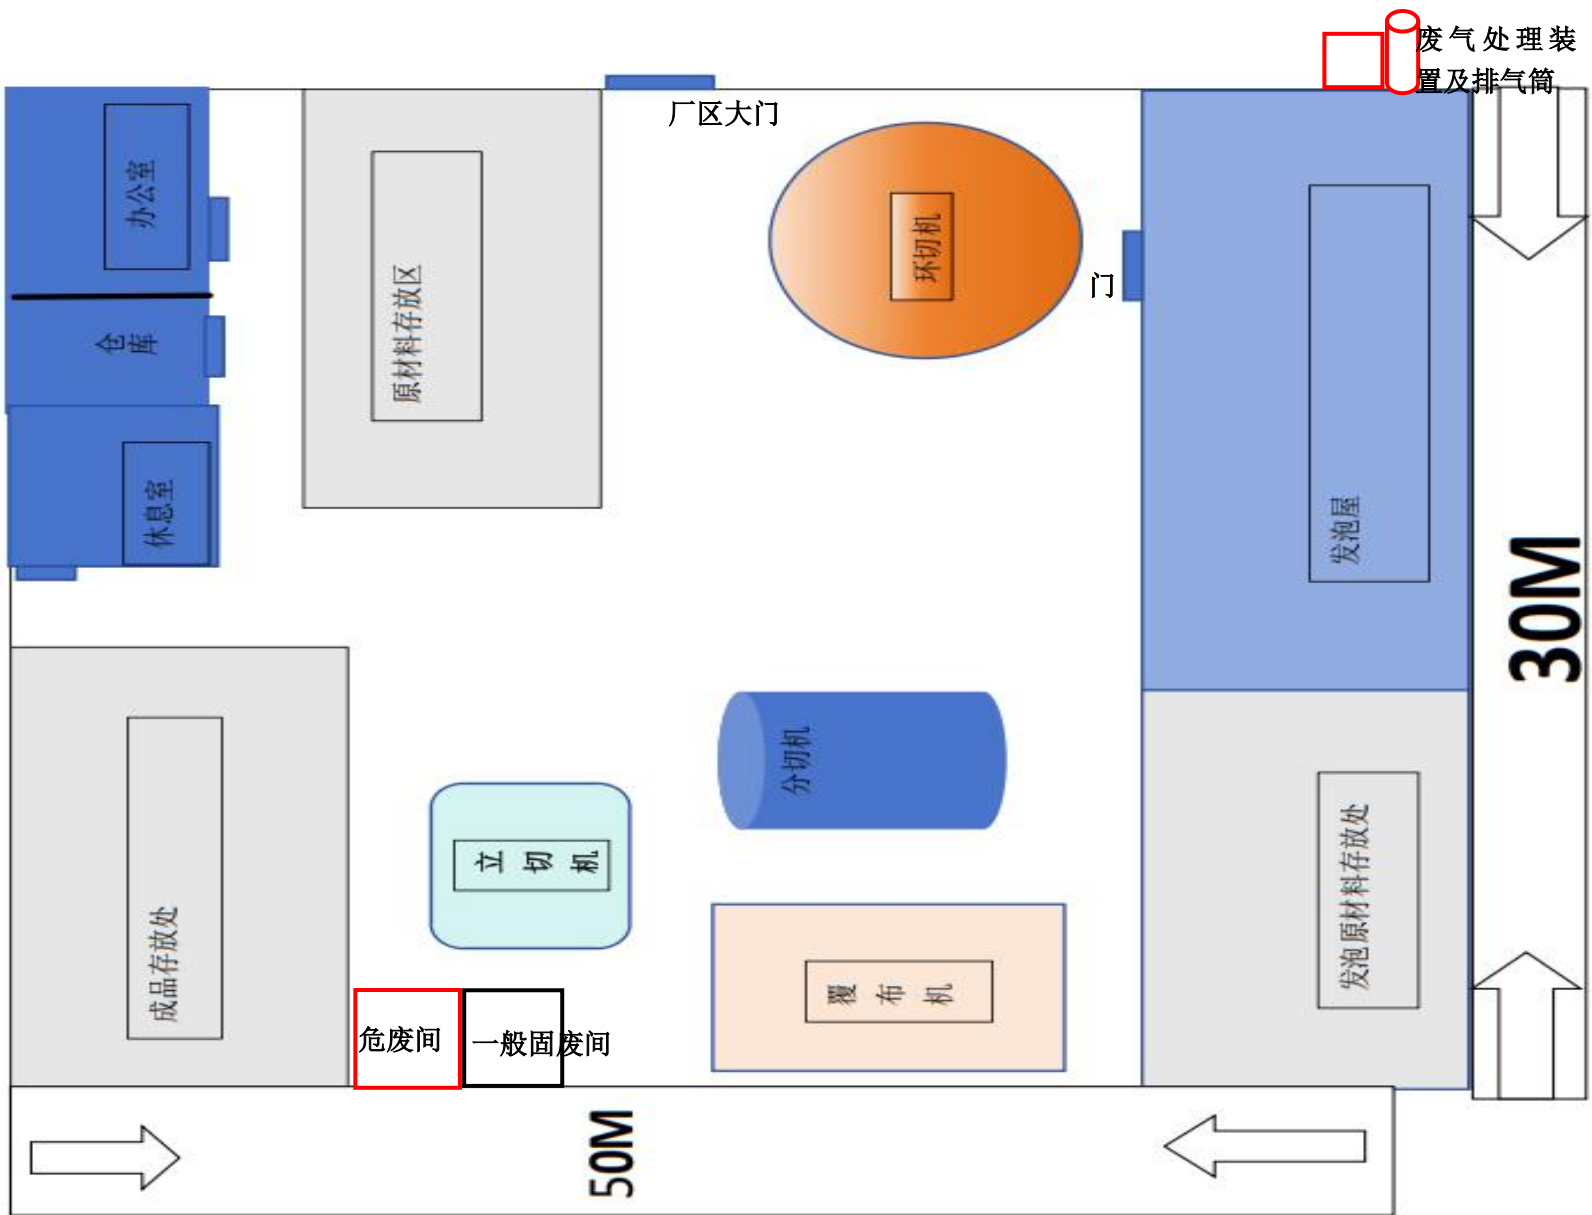 废气处理装
置及排气筒
厂区大门
办公室
仓库
休息室
原材料存放区
环切机
门
发泡屋
30M
成品存放处
立切机
分切机
覆布机
发泡原材料存放处
危废间
一般固废间
50M